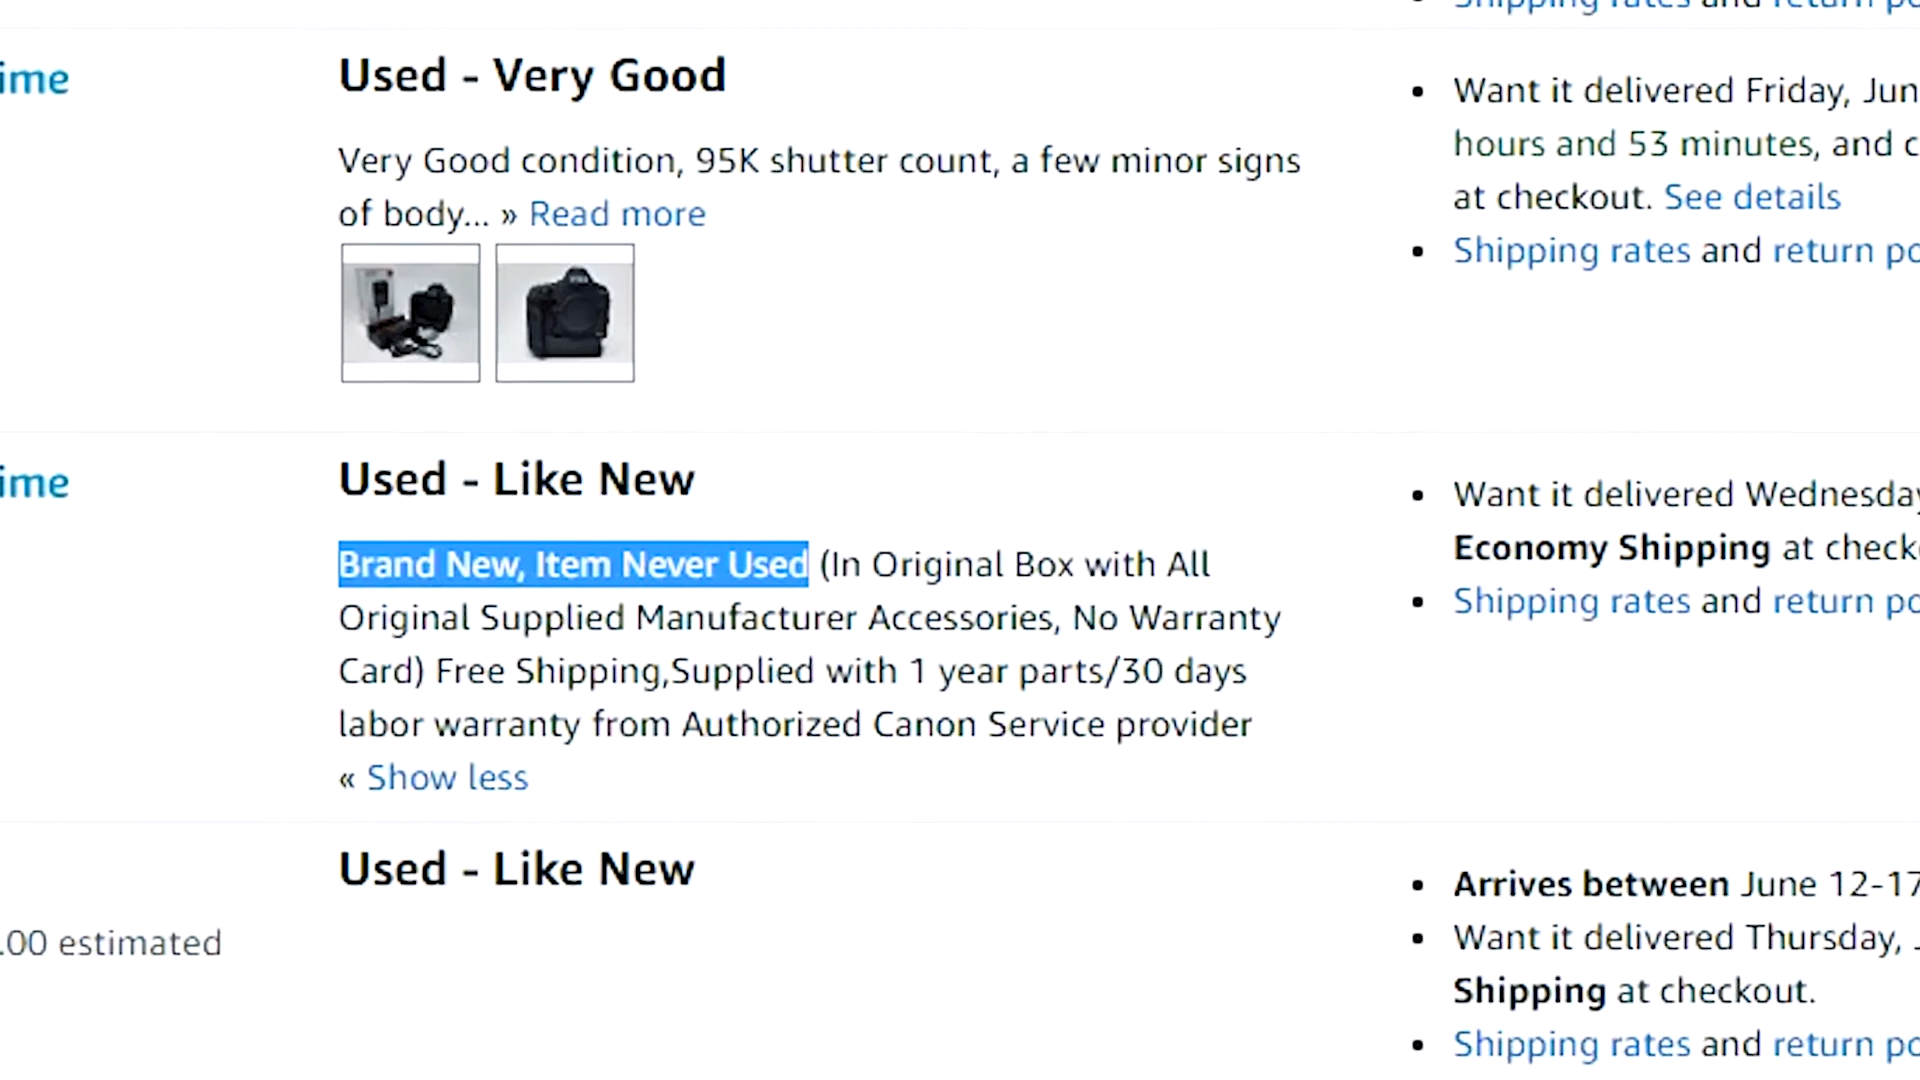 Shipping rates and return po
ime
Used - Very Good
Very Good condition, 95K shutter count, a few minor signs
of body... » Read more
• Want it delivered Friday, Jun
hours and 53 minutes, and c
at checkout. See details
• Shipping rates and return po
ime
Used - Like New
Brand New, Item Never Used (In Original Box with All
Original Supplied Manufacturer Accessories, No Warranty
Card) Free Shipping,Supplied with 1 year parts/30 days
labor warranty from Authorized Canon Service provider
« Show less
• Want it delivered Wednesday
Economy Shipping at check
• Shipping rates and return po
.00 estimated
Used - Like New
• Arrives between June 12-17
• Want it delivered Thursday,
Shipping at checkout.
• Shipping rates and return po